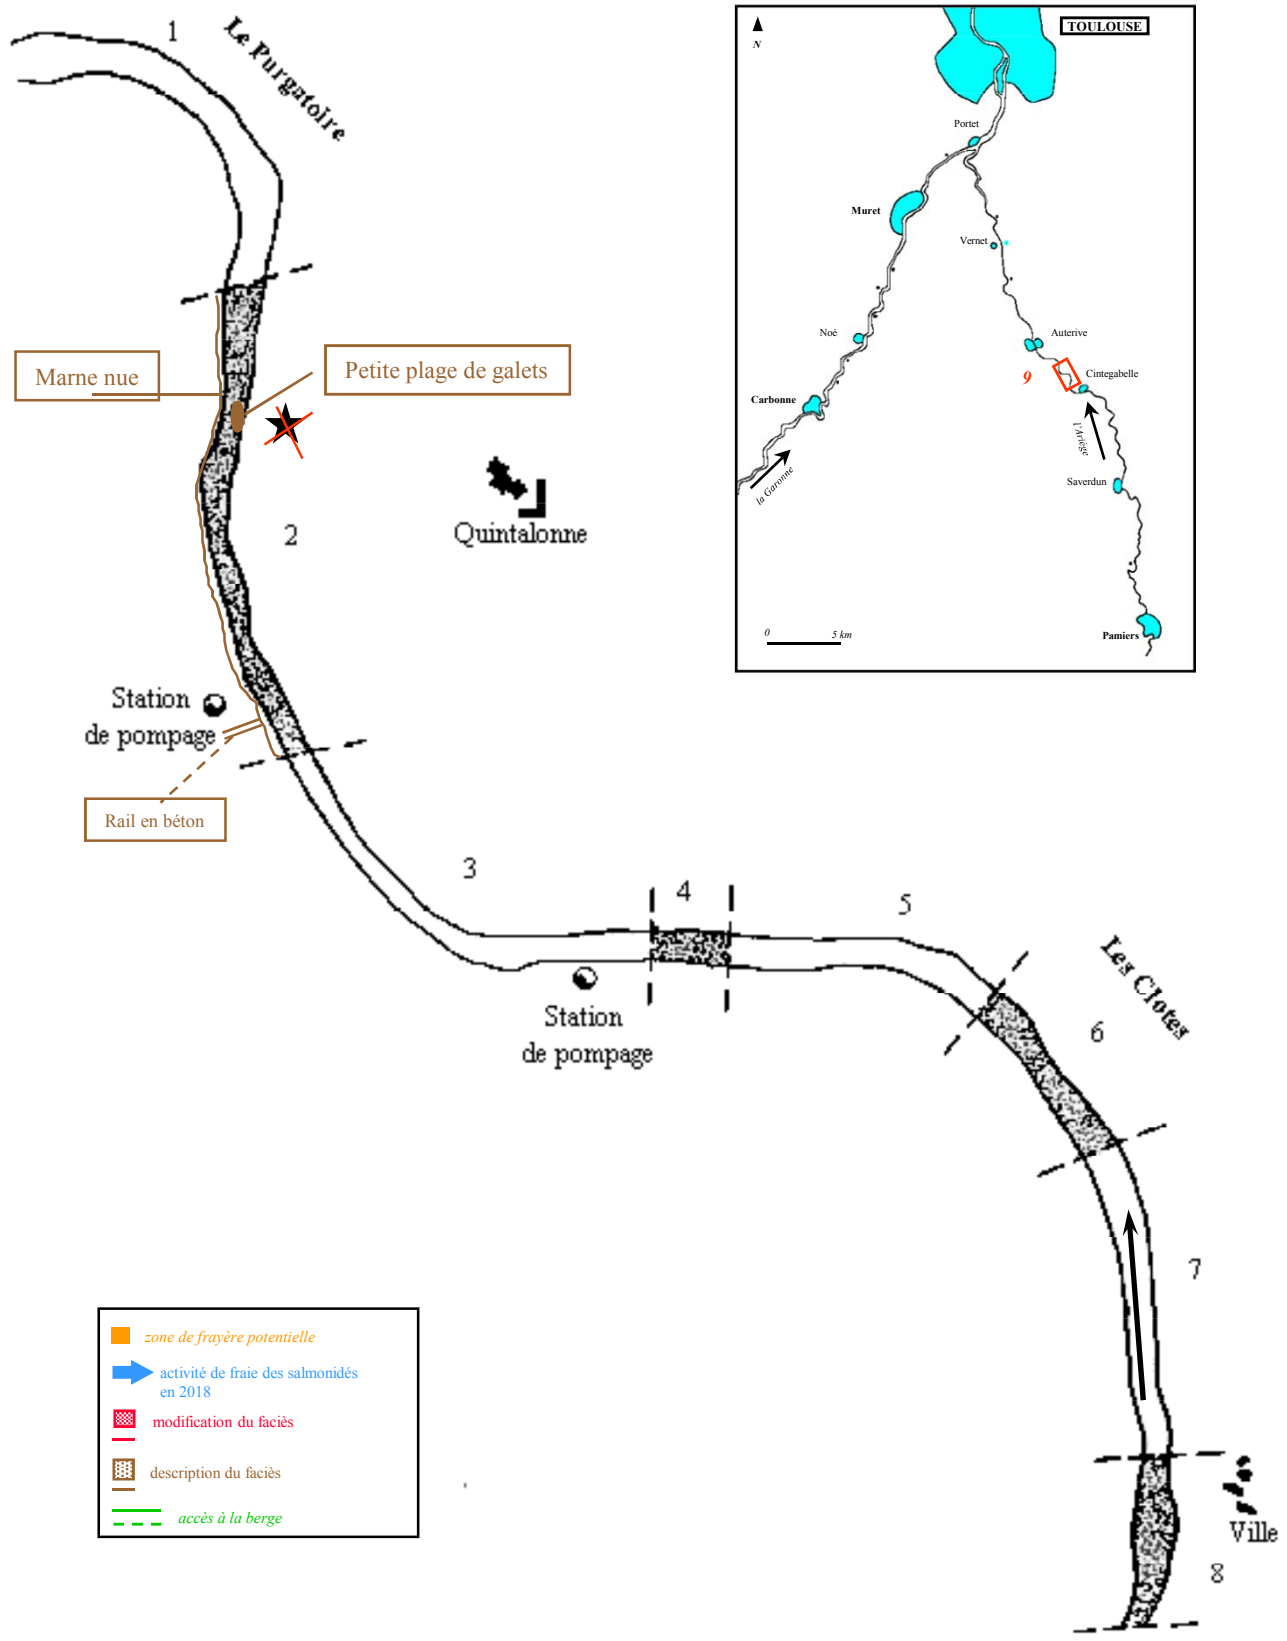 1
Le Purgatoire
Marne nue
Petite plage de galets
2
Quintalonne
Station
de pompage
Rail en béton
3
4
5
Station
de pompage
Les Clotes
6
7
Ville
8
N
TOULOUSE
Portet
Muret
Vernet
Noé
Auterive
9
Cintegabelle
Carbonne
la Garonne
l'Ariège
Saverdun
0
5 km
Pamiers
zone de frayère potentielle
activité de fraie des salmonidés
en 2018
modification du faciès
description du faciès
accès à la berge